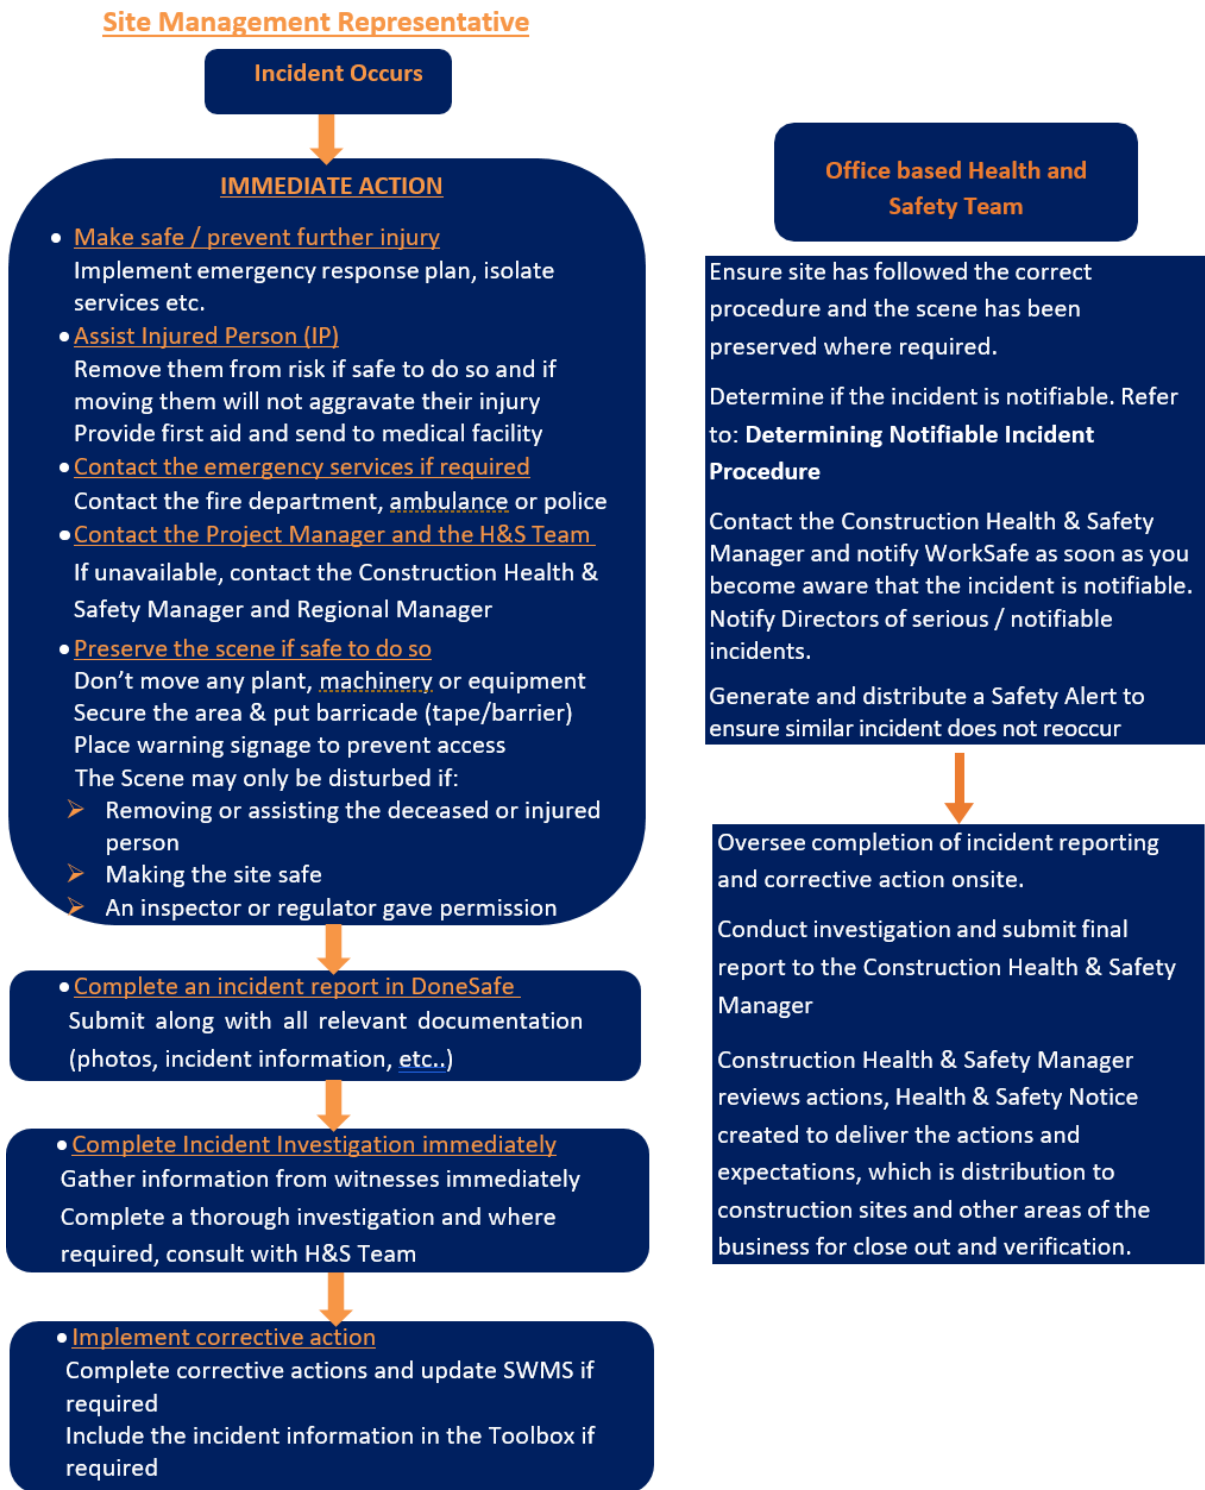 Site Management Representative
Incident Occurs
IMMEDIATE ACTION
• Make safe / prevent further injury
Implement emergency response plan, isolate
services etc.
• Assist Injured Person (IP)
Remove them from risk if safe to do so and if
moving them will not aggravate their injury
Provide first aid and send to medical facility
• Contact the emergency services if required
Contact the fire department, ambulance or police
• Contact the Project Manager and the H&S Team
If unavailable, contact the Construction Health &
Safety Manager and Regional Manager
• Preserve the scene if safe to do so
Don’t move any plant, machinery or equipment
Secure the area & put barricade (tape/barrier)
Place warning signage to prevent access
The Scene may only be disturbed if:
➢ Removing or assisting the deceased or injured
person
➢ Making the site safe
➢ An inspector or regulator gave permission
• Complete an incident report in DoneSafe
Submit along with all relevant documentation
(photos, incident information, etc..)
• Complete Incident Investigation immediately
Gather information from witnesses immediately
Complete a thorough investigation and where
required, consult with H&S Team
• Implement corrective action
Complete corrective actions and update SWMS if
required
Include the incident information in the Toolbox if
required
Office based Health and
Safety Team
Ensure site has followed the correct
procedure and the scene has been
preserved where required.
Determine if the incident is notifiable. Refer
to: Determining Notifiable Incident
Procedure
Contact the Construction Health & Safety
Manager and notify WorkSafe as soon as you
become aware that the incident is notifiable.
Notify Directors of serious / notifiable
incidents.
Generate and distribute a Safety Alert to
ensure similar incident does not reoccur
Oversee completion of incident reporting
and corrective action onsite.
Conduct investigation and submit final
report to the Construction Health & Safety
Manager
Construction Health & Safety Manager
reviews actions, Health & Safety Notice
created to deliver the actions and
expectations, which is distribution to
construction sites and other areas of the
business for close out and verification.